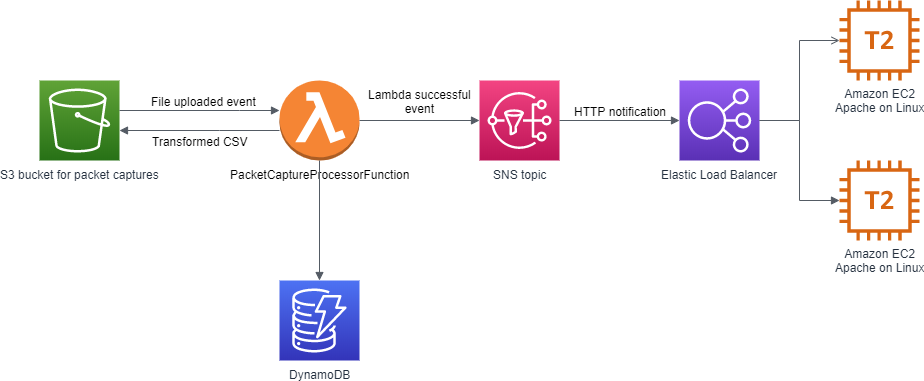 T2
Amazon EC2
Apache on Linux
File uploaded event
Transformed CSV
S3 bucket for packet captures
Lambda successful
event
PacketCaptureProcessorFunction
HTTP notification
SNS topic
Elastic Load Balancer
T2
Amazon EC2
Apache on Linux
DynamoDB